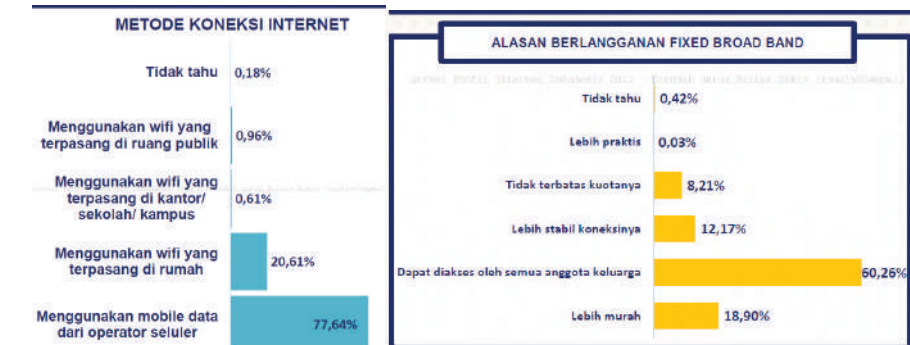 METODE KONEKSI INTERNET
Tidak tahu
0,18%
Menggunakan wifi yang
terpasang di ruang publik
0,96%
Menggunakan wifi yang
terpasang di kantor/
sekolah/ kampus
0,61%
Menggunakan wifi yang
terpasang di rumah
20,61%
Menggunakan mobile data
dari operator seluler
77,64%
ALASAN BERLANGGANAN FIXED BROAD BAND
Tidak tahu
0,42%
Lebih praktis
0,03%
Tidak terbatas kuotanya
8,21%
Lebih stabil koneksinya
12,17%
Dapat diakses oleh semua anggota keluarga
60,26%
Lebih murah
18,90%